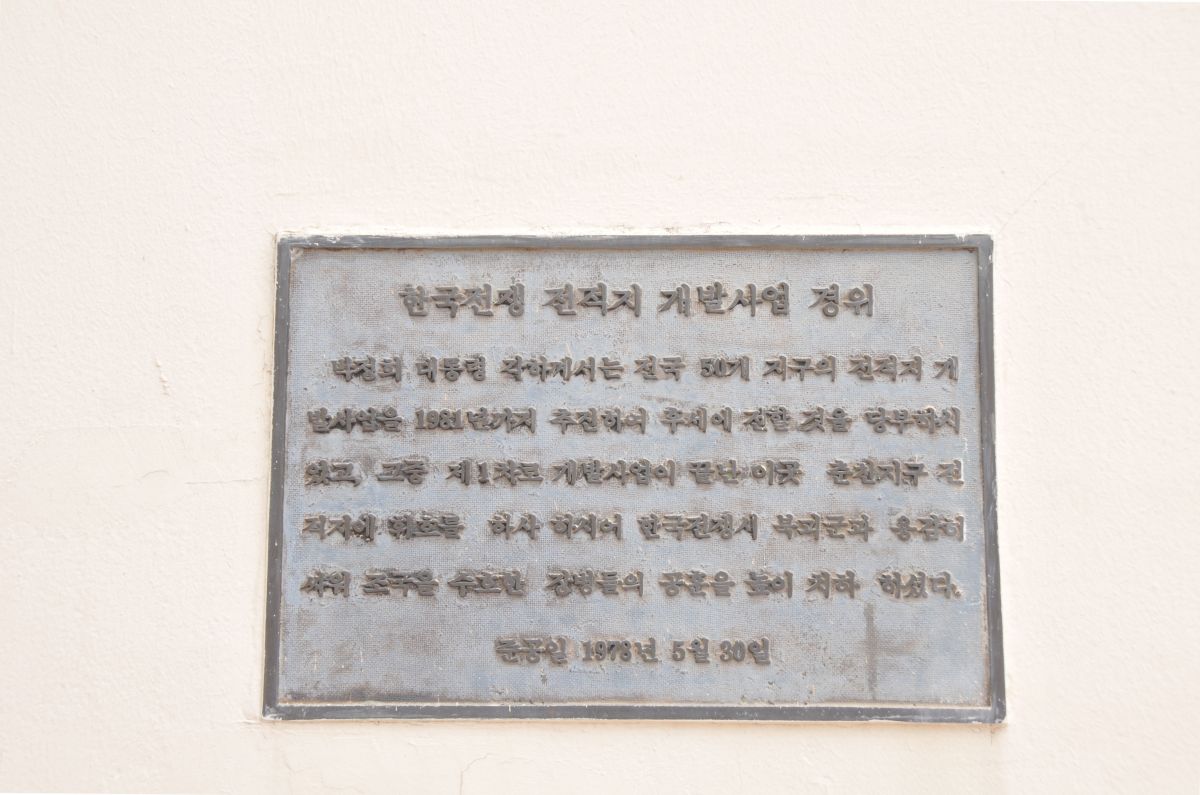 한국전쟁 전적지 개발사업 경위
박정희 대통령 각하께서는 전국 50개 지구의 전적지 개
발사업을 1981년까지 추진하여 후세에 전할 것을 당부하시
었고, 그중 제1차로 개발사업이 끝난 이곳 춘천지구 전
적지에 휘호를 하사 하시어 한국전쟁시 북괴군과 용감히
싸워 조국을 수호한 장병들의 공훈을 높이 치하 하셨다.
준공일 1978년 5월 30일